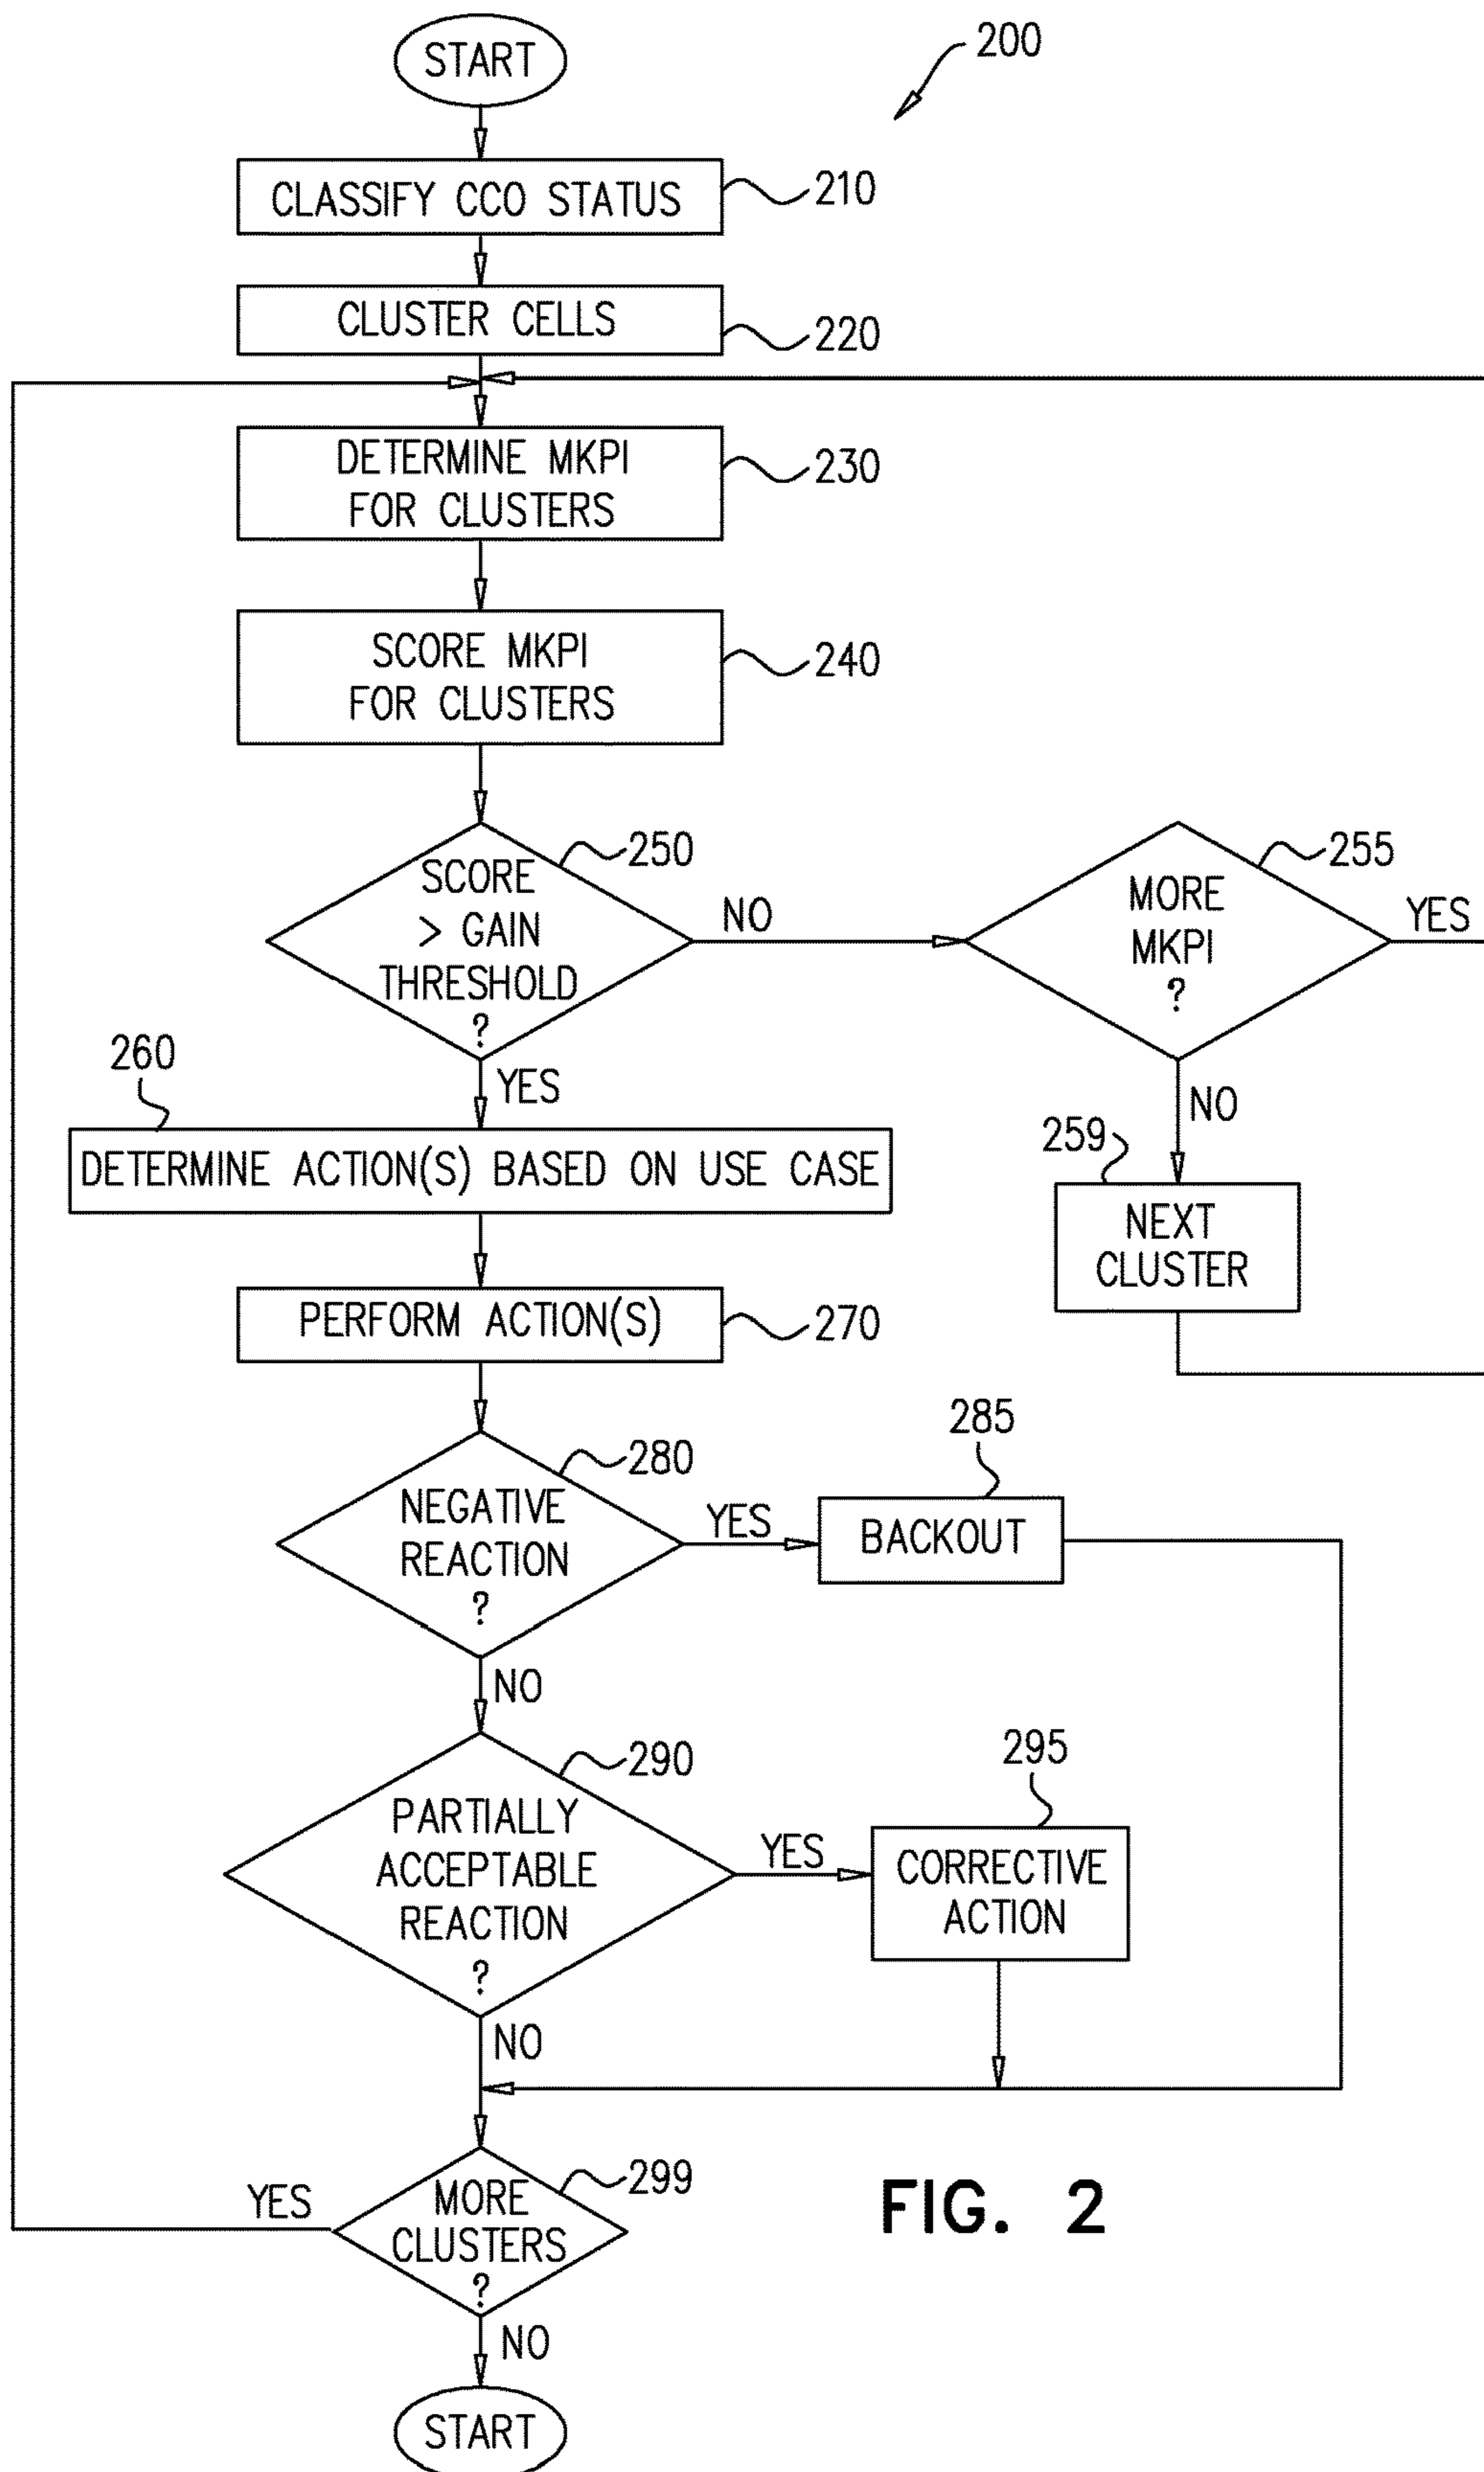 START
200
CLASSIFY CCO STATUS
210
CLUSTER CELLS
220
DETERMINE MKPI
FOR CLUSTERS
230
SCORE MKPI
FOR CLUSTERS
240
SCORE
> GAIN
THRESHOLD
?
250
NO
MORE
MKPI
?
255
YES
YES
NO
260
DETERMINE ACTION(S) BASED ON USE CASE
259
NEXT
CLUSTER
PERFORM ACTION(S)
270
NEGATIVE
REACTION
?
280
YES
285
BACKOUT
NO
PARTIALLY
ACCEPTABLE
REACTION
?
290
YES
295
CORRECTIVE
ACTION
NO
MORE
CLUSTERS
?
299
YES
NO
START
FIG. 2